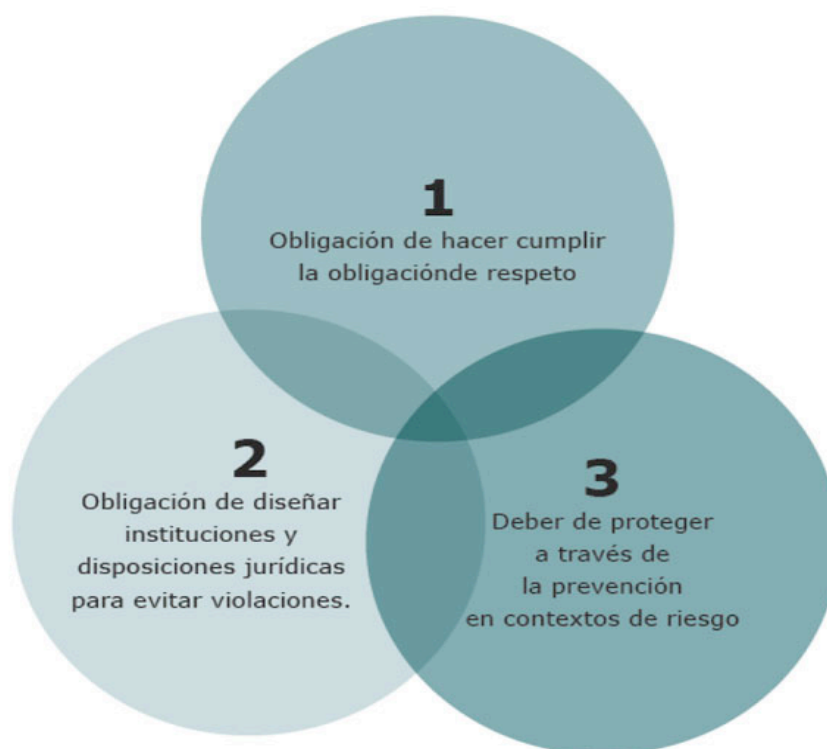 1
Obligación de hacer cumplir
la obligaciónde respeto
2
Obligación de diseñar
instituciones y
disposiciones jurídicas
para evitar violaciones.
3
Deber de proteger
a través de
la prevención
en contextos de riesgo